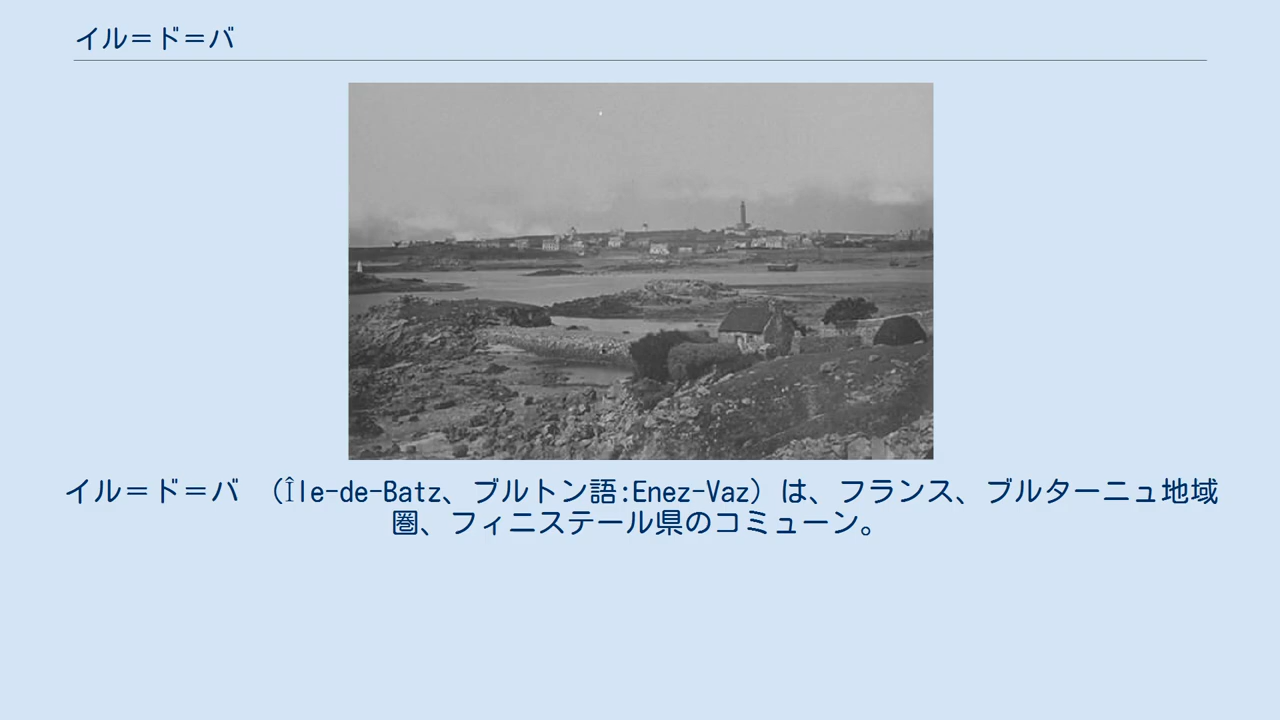 イル＝ド＝バ
イル＝ド＝バ （Île-de-Batz、ブルトン語:Enez-Vaz）は、フランス、ブルターニュ地域
圏、フィニステール県のコミューン。